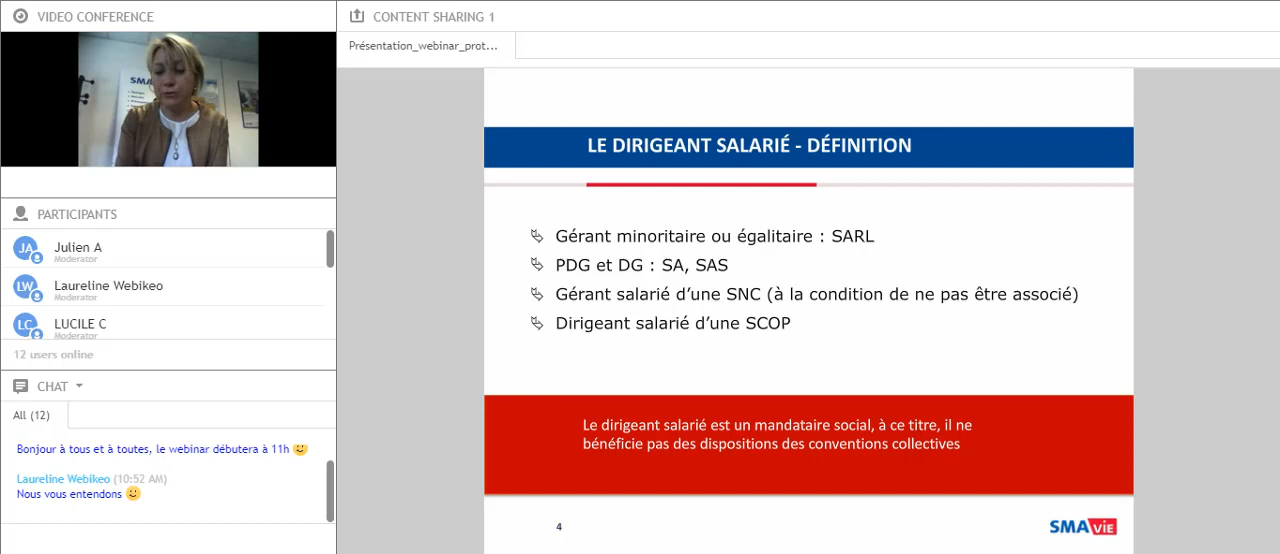 VIDEO CONFERENCE
SMA
PARTICIPANTS
JA
Julien A
Moderator
LW
Laureline Webikeo
Moderator
LC
LUCILE C
Moderator
12 users online
CHAT
All (12)
Bonjour à tous et à toutes, le webinar débutera à 11h
Laureline Webikeo (10:52 AM)
Nous vous entendons
CONTENT SHARING 1
Présentation_webinar_prot...
LE DIRIGEANT SALARIÉ - DÉFINITION
Gérant minoritaire ou égalitaire : SARL
PDG et DG : SA, SAS
Gérant salarié d’une SNC (à la condition de ne pas être associé)
Dirigeant salarié d’une SCOP
Le dirigeant salarié est un mandataire social, à ce titre, il ne
bénéficie pas des dispositions des conventions collectives
4
SMAVIE